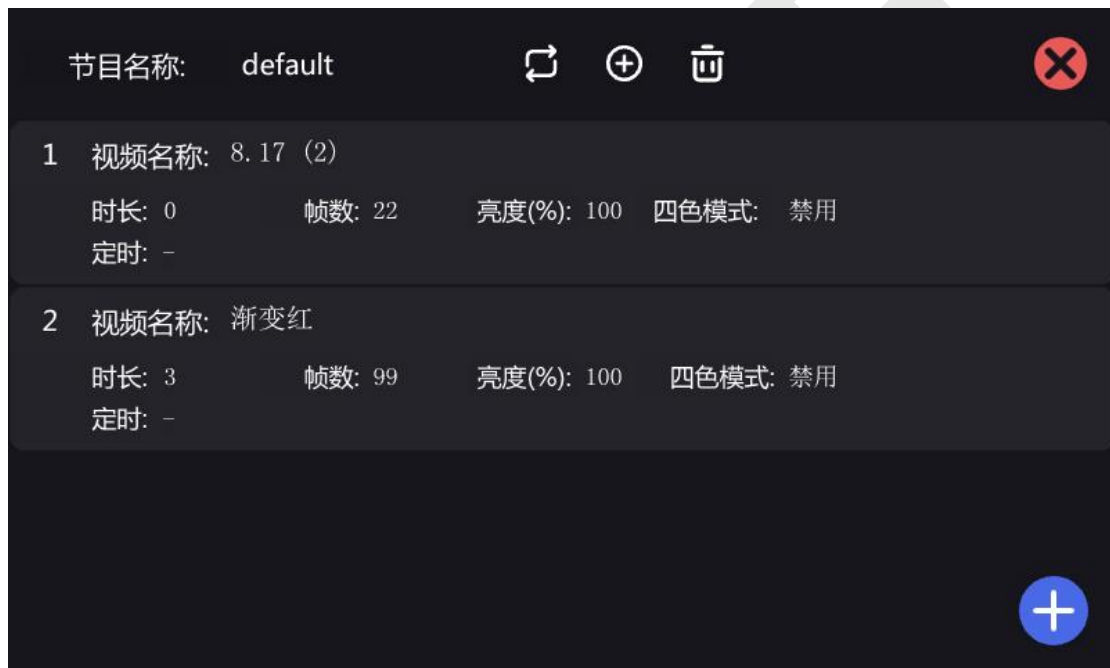 节目名称: default
1 视频名称: 8.17 (2)
时长: 0 帧数: 22 亮度(%): 100 四色模式: 禁用
定时: -
2 视频名称: 渐变红
时长: 3 帧数: 99 亮度(%): 100 四色模式: 禁用
定时: -